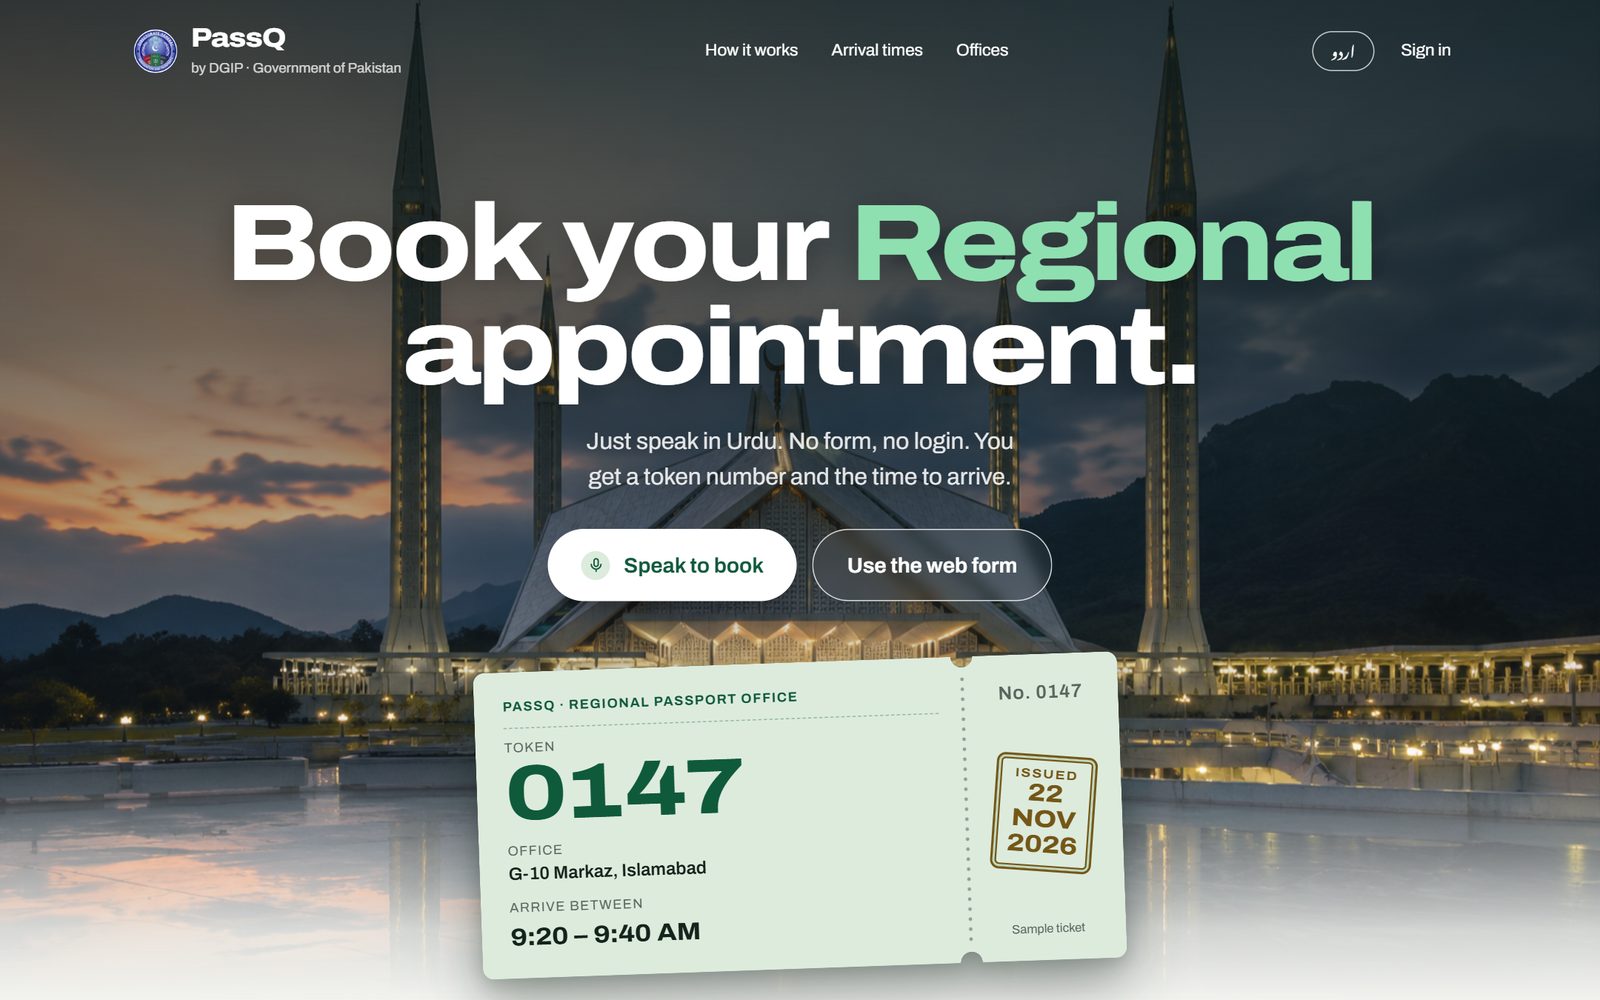 PassQ
by DGIP · Government of Pakistan
How it works
Arrival times
Offices
اردو
Sign in
Book your Regional
appointment.
Just speak in Urdu. No form, no login. You
get a token number and the time to arrive.
Speak to book
Use the web form
PASSQ · REGIONAL PASSPORT OFFICE
TOKEN
0147
OFFICE
G-10 Markaz, Islamabad
ARRIVE BETWEEN
9:20 – 9:40 AM
No. 0147
ISSUED
22
NOV
2026
Sample ticket